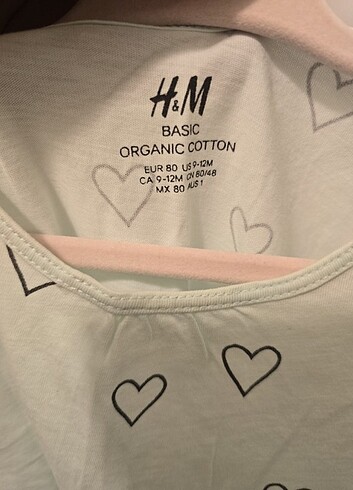 H&M
BASIC
ORGANIC COTTON
EUR 80 US 9-12M
CA 9-12M CN 80/48
MX 80 AUS 1